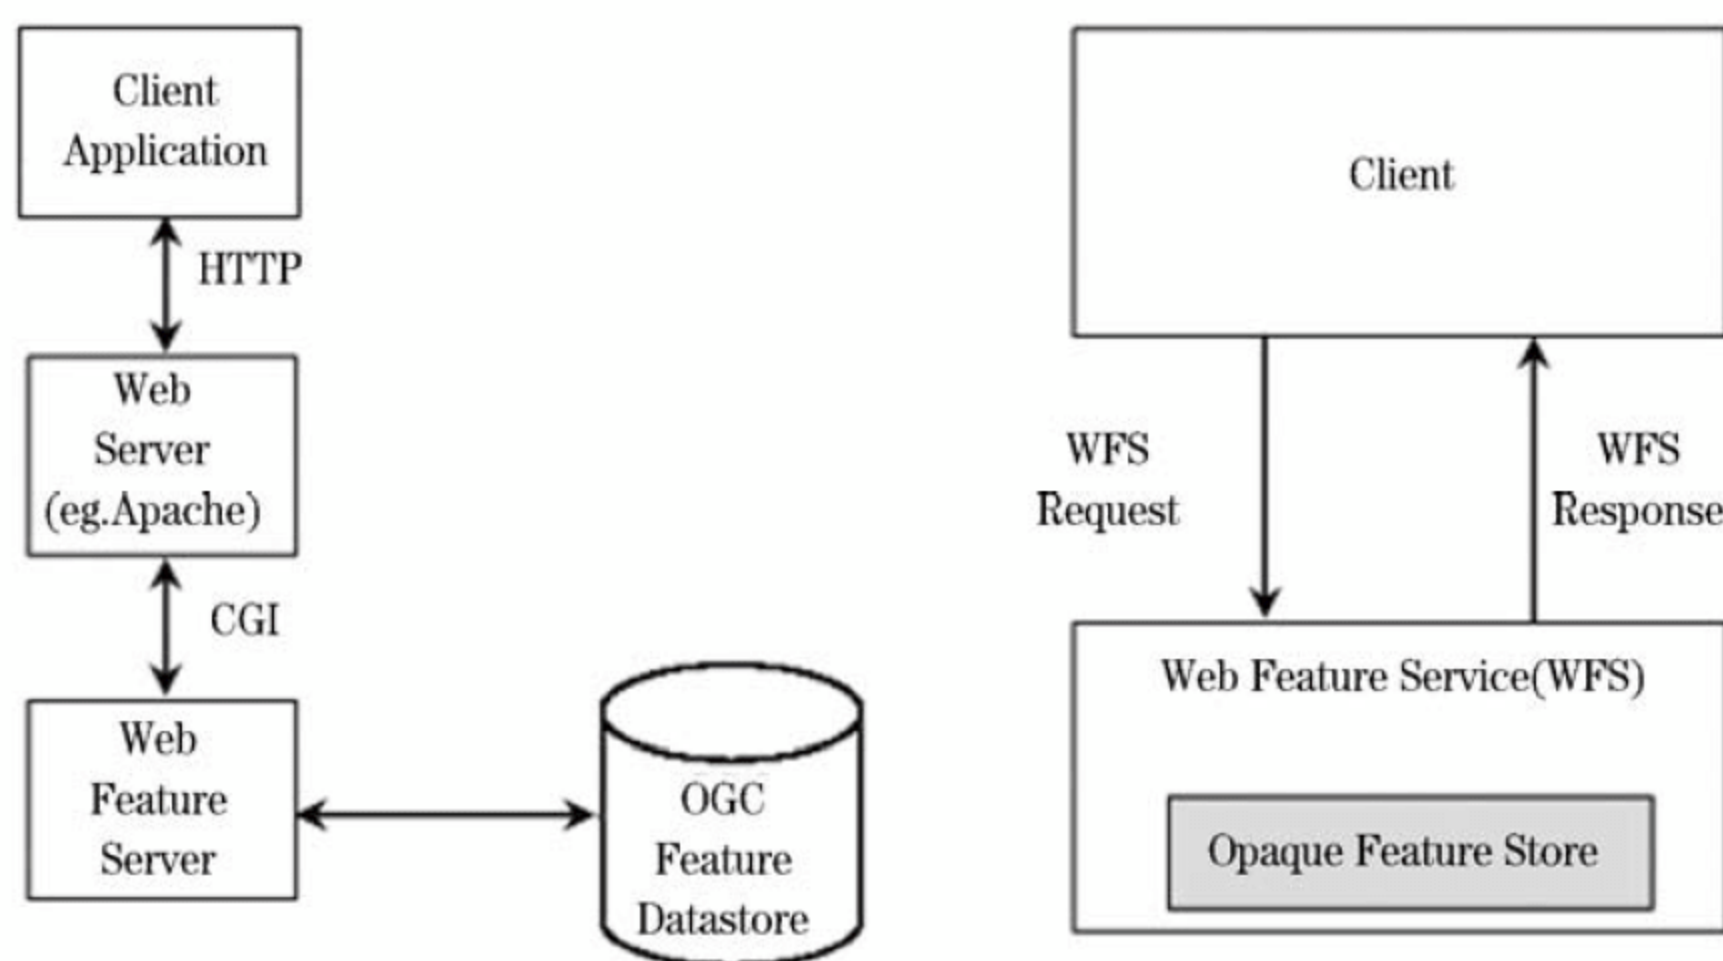 Client
Application
HTTP
Web
Server
(eg.Apache)
CGI
Web
Feature
Server
OGC
Feature
Datastore
Client
WFS
Request
WFS
Response
Web Feature Service(WFS)
Opaque Feature Store